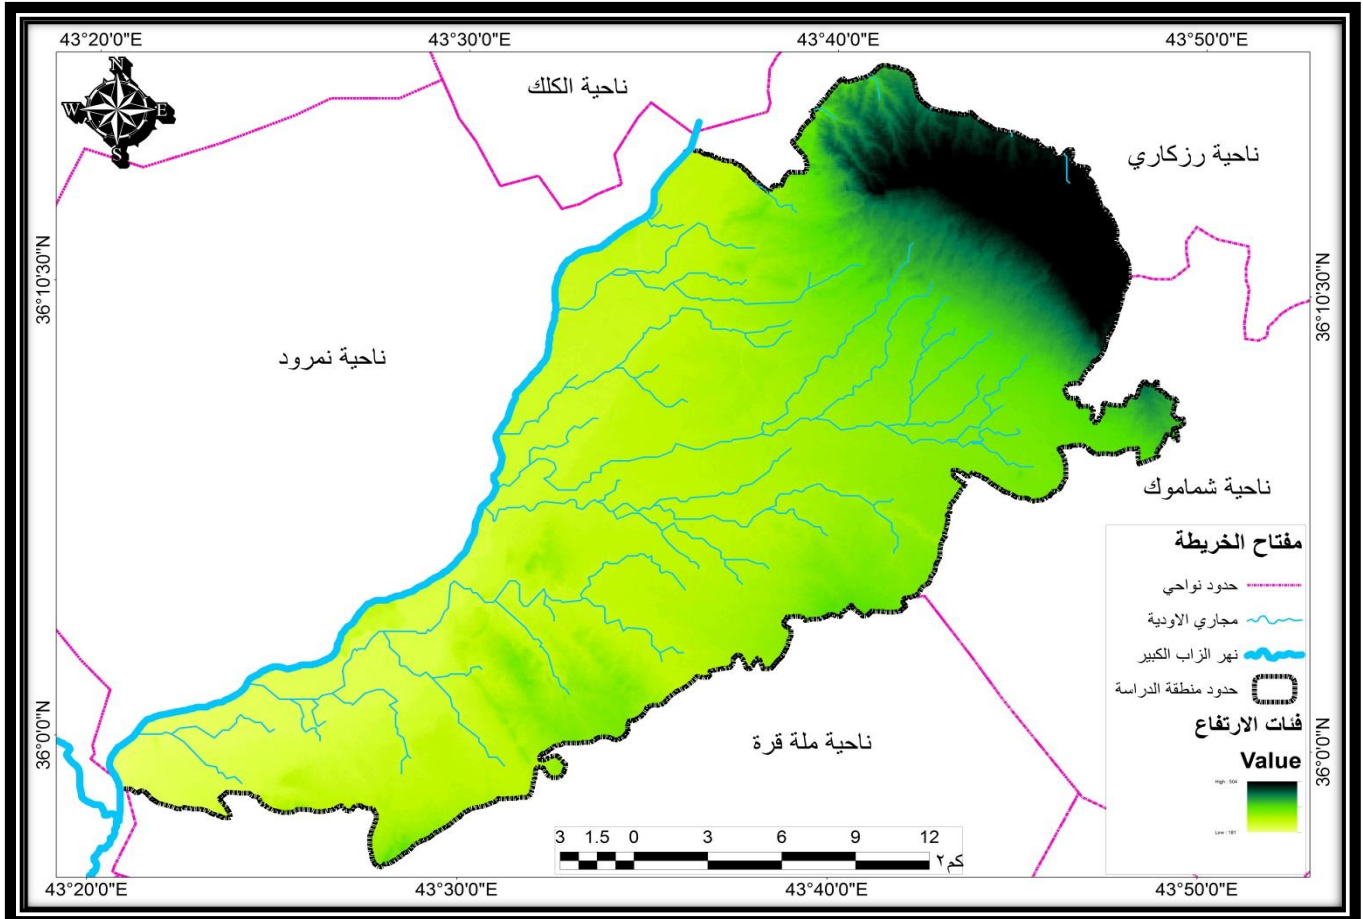 43°20'0"E 43°30'0"E 43°40'0"E 43°50'0"E
N
W E
S
ناحية الكلك
ناحية رزكاري
36°10'30"N
36°10'30"N
ناحية نمرود
ناحية شماموك
مفتاح الخريطة
حدود نواحي
مجاري الاودية
نهر الزاب الكبير
حدود منطقة الدراسة
فئات الارتفاع
Value
High : 504
Low : 181
ناحية ملة قرة
36°0'0"N
36°0'0"N
3 1.5 0 3 6 9 12
كم٢
43°20'0"E 43°30'0"E 43°40'0"E 43°50'0"E